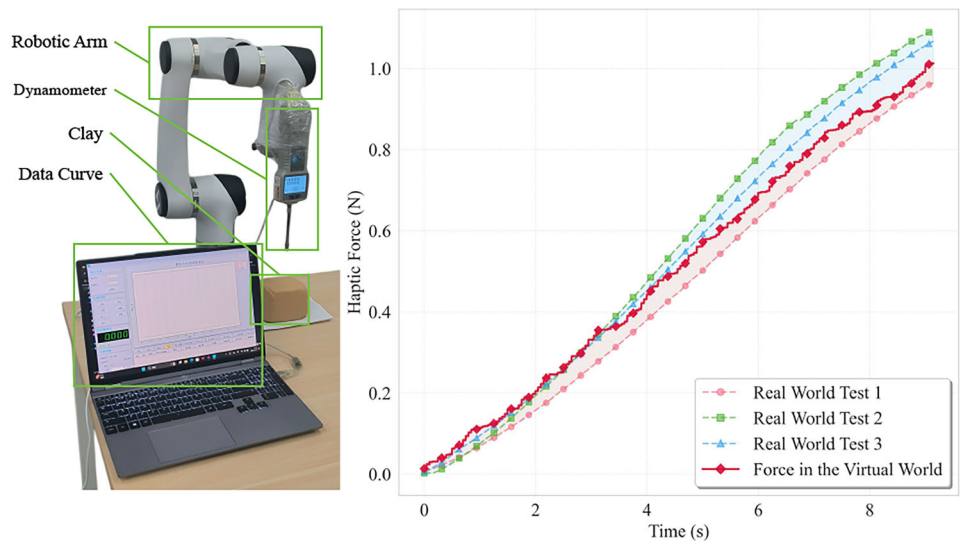 Robotic Arm
Dynamometer
Clay
Data Curve
0000
Haptic Force (N)
1.0
0.8
0.6
0.4
0.2
0.0
0 2 4 6 8
Time (s)
Real World Test 1
Real World Test 2
Real World Test 3
Force in the Virtual World